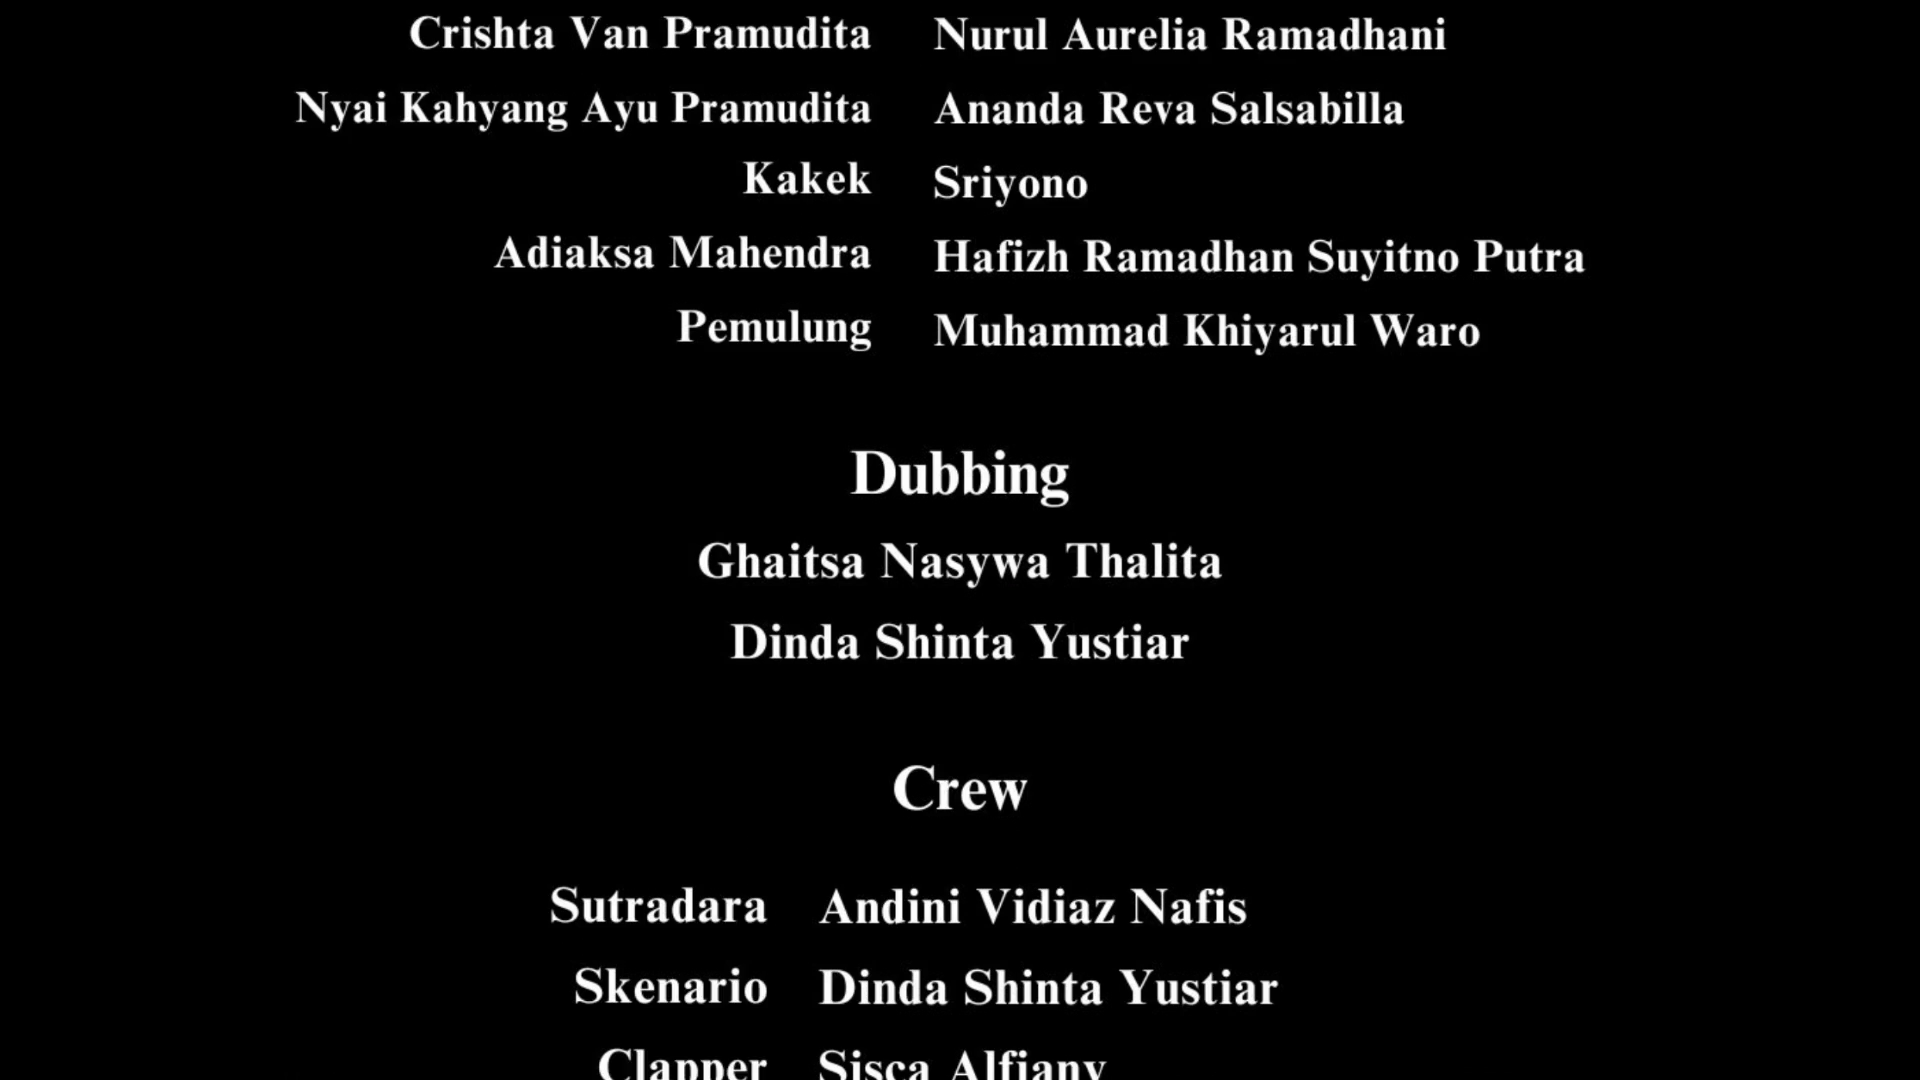 Crishta Van Pramudita Nurul Aurelia Ramadhani
Nyai Kahyang Ayu Pramudita Ananda Reva Salsabilla
Kakek Sriyono
Adiaksa Mahendra Hafizh Ramadhan Suyitno Putra
Pemulung Muhammad Khiyarul Waro
Dubbing
Ghaitsa Nasywa Thalita
Dinda Shinta Yustiar
Crew
Sutradara Andini Vidiaz Nafis
Skenario Dinda Shinta Yustiar
Clapper Sisca Alfiany